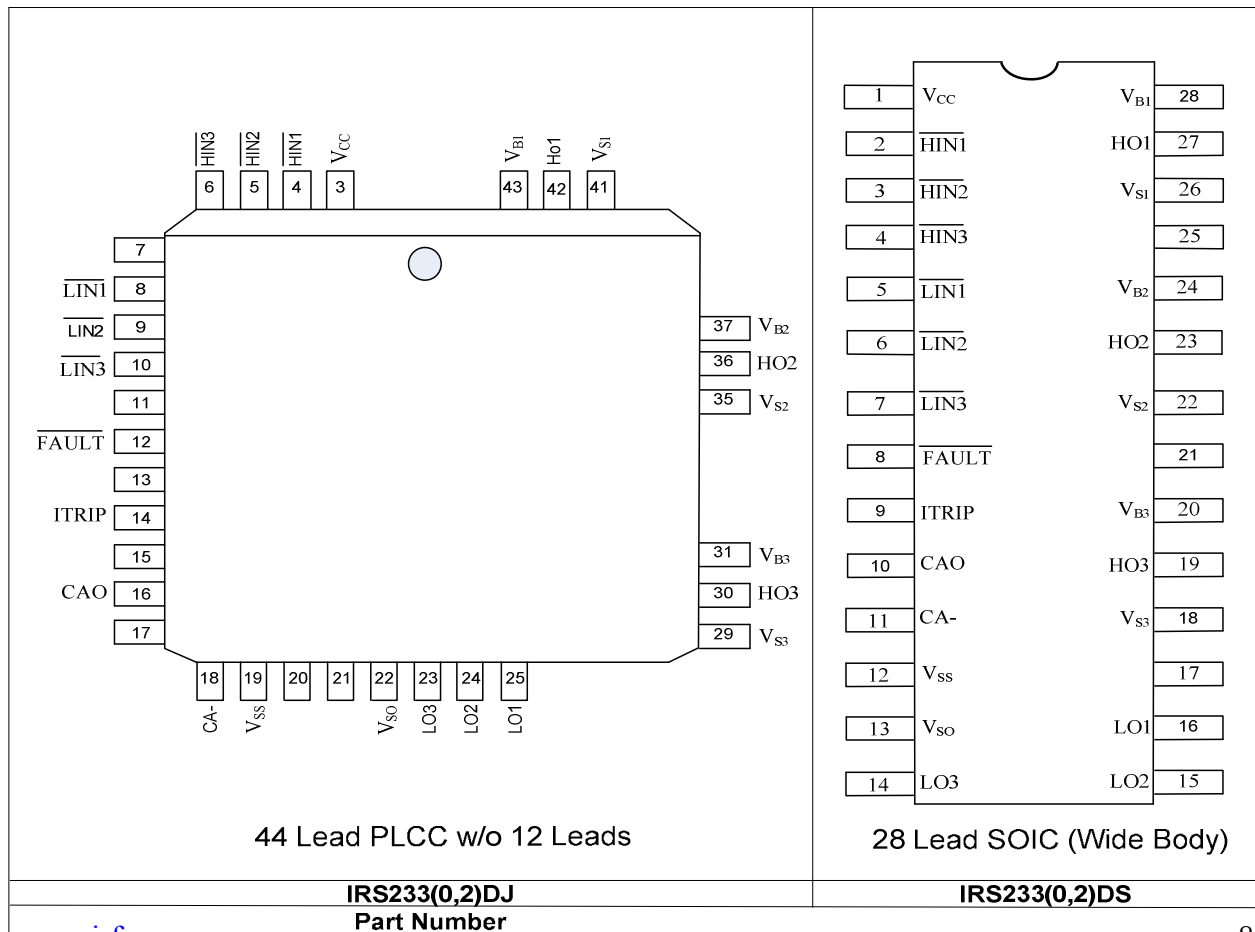 HIN3 HIN2 HIN1 VCC VB1 Ho1 VS1
6 5 4 3 43 42 41
7
LIN1 8
LIN2 9
LIN3 10
11
FAULT 12
13
ITRIP 14
15
CAO 16
17
37 VB2
36 HO2
35 VS2
31 VB3
30 HO3
29 VS3
18 19 20 21 22 23 24 25
CA- VSS VSO LO3 LO2 LO1
44 Lead PLCC w/o 12 Leads
1 VCC VB1 28
2 HIN1 HO1 27
3 HIN2 VS1 26
4 HIN3 25
5 LIN1 VB2 24
6 LIN2 HO2 23
7 LIN3 VS2 22
8 FAULT 21
9 ITRIP VB3 20
10 CAO HO3 19
11 CA- VS3 18
12 VSS 17
13 VSO LO1 16
14 LO3 LO2 15
28 Lead SOIC (Wide Body)
IRS233(0,2)DJ IRS233(0,2)DS
Part Number